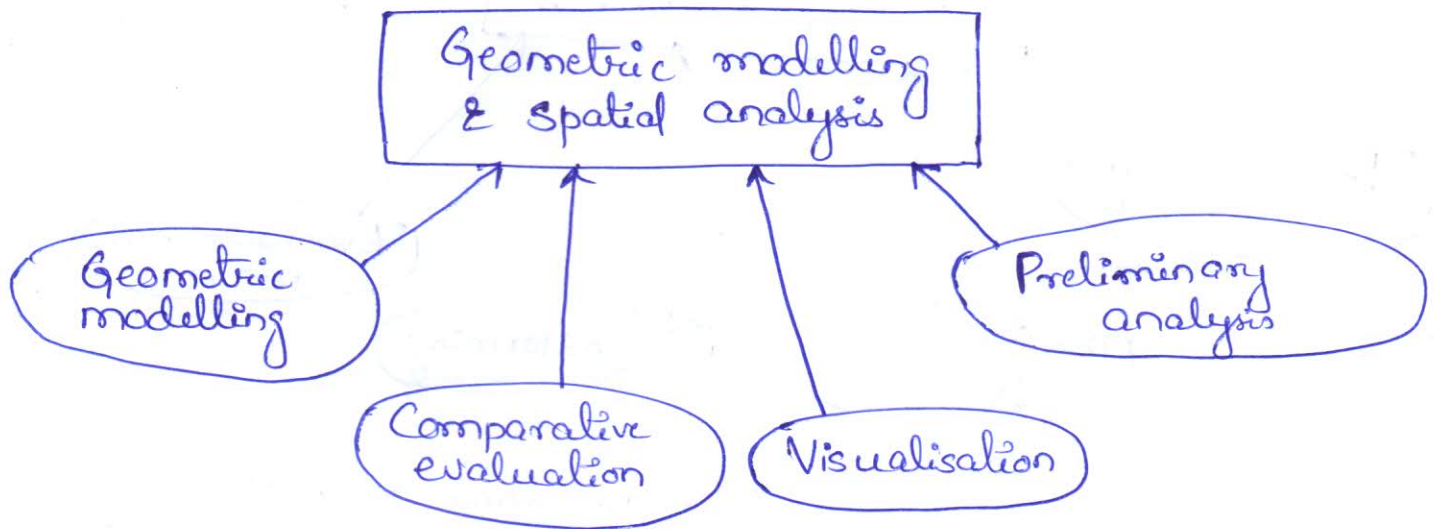 Geometric modelling
& spatial analysis
Geometric
modelling
Preliminary
analysis
Comparative
evaluation
Visualisation